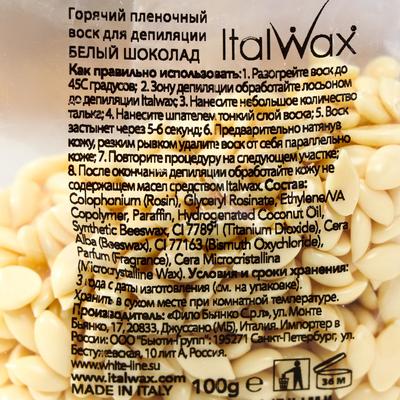 Горячий пленочный
воск для депиляции
БЕЛЫЙ ШОКОЛАД
ItalWax
Как правильно использовать:1. Разогрейте воск до
45С градусов; 2. Зону депиляции обработайте лосьоном
до депиляции Italwax; 3. Нанесите небольшое количество
талька; 4. Нанесите шпателем тонкий слой воска; 5. Воск
застынет через 5-6 секунд; 6. Предварительно натянув
кожу, резким рывком удалите воск от себя параллельно
коже; 7. Повторите процедуру на следующем участке;
8. После окончания депиляции обработайте кожу не
содержащем масел средством Italwax. Состав:
Colophonium (Rosin), Glyceryl Rosinate, Ethylene/VA
Copolymer, Paraffin, Hydrogenated Coconut Oil,
Synthetic Beeswax, CI 77891 (Titanium Dioxide), Cera
Alba (Beeswax), CI 77163 (Bismuth Oxychloride),
Parfum (Fragrance), Cera Microcristallina
(Microcrystalline Wax). Условия и сроки хранения:
3 года с даты изготовления (см. на упаковке).
Хранить в сухом месте при комнатной температуре.
Производитель: «Фило Бьянко С.р.л», ул. Монте
Бьянко, 17, 20833, Джуссано (МБ), Италия. Импортер в
России: ООО "Бьюти-Групп": 195271 Санкт-Петербург, ул.
Бестужевская, 10 лит А, Россия.
www.white-line.su
www.italwax.com
MADE IN ITALY
100g e
36 M